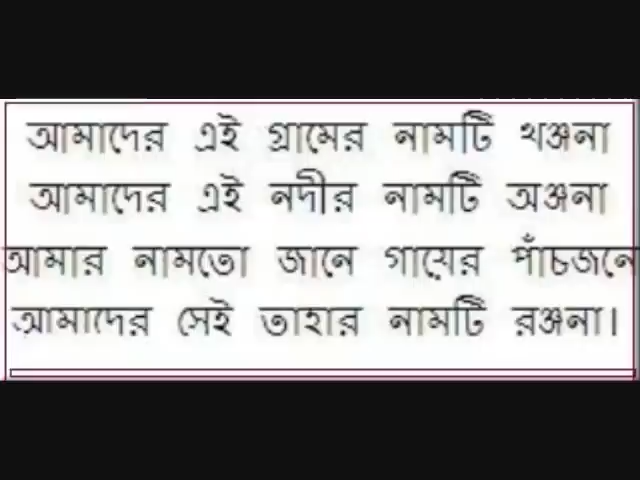 আমাদের এই গ্রামের নামটি খঞ্জনা
আমাদের এই নদীর নামটি অঞ্জনা
আমার নামতো জানে গায়ের পাঁচজনে
আমাদের সেই তাহার নামটি রঞ্জনা।